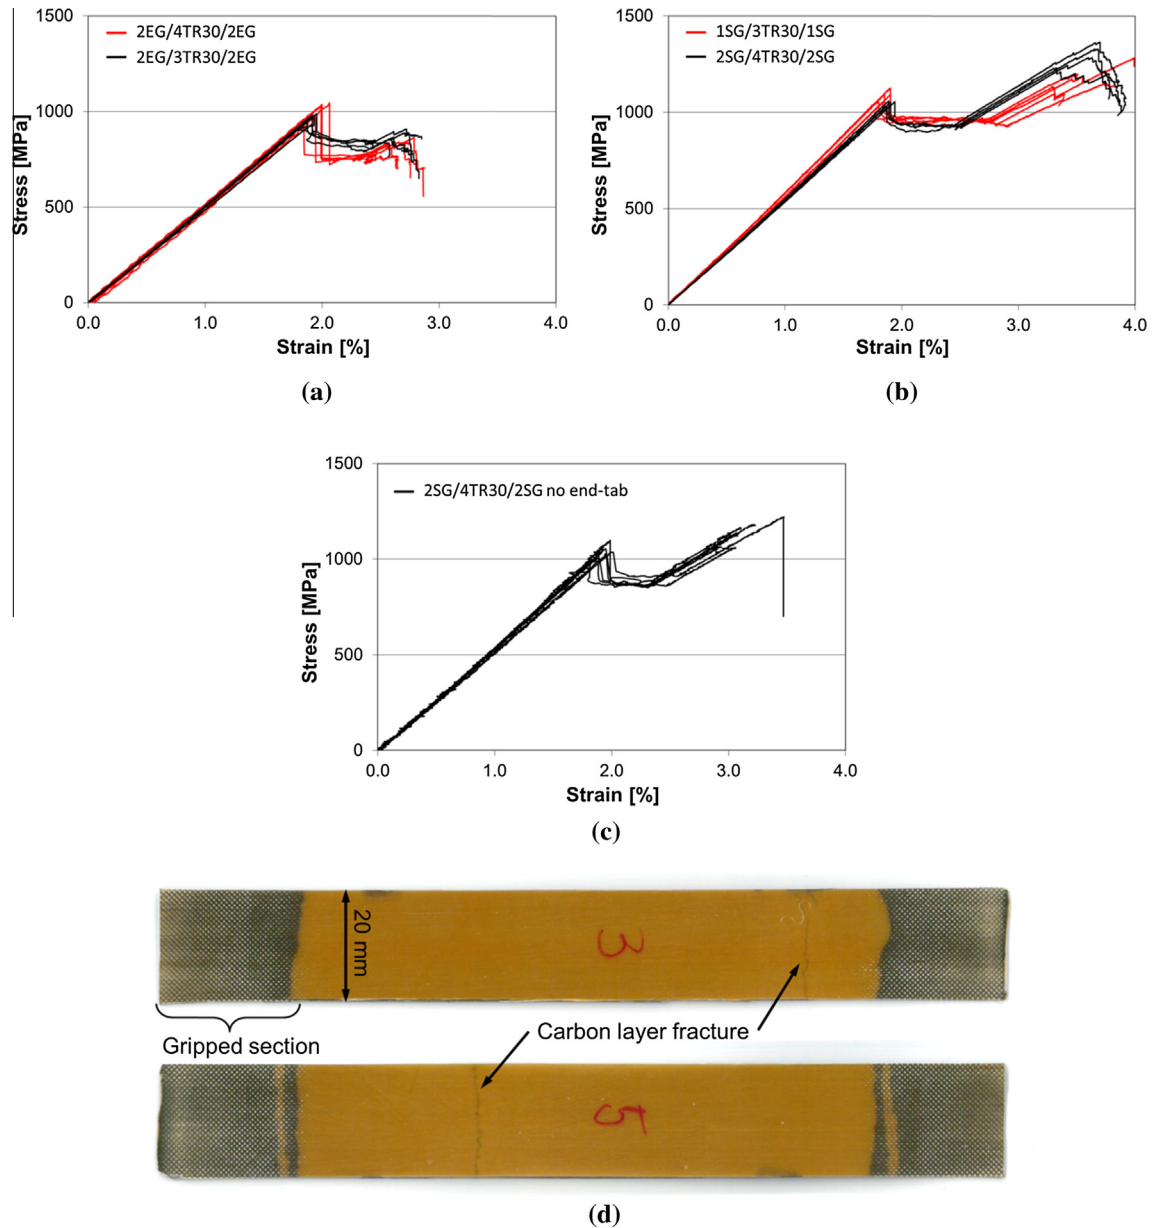 1500
1000
500
0
0.0 1.0 2.0 3.0 4.0
Stress [MPa]
Strain [%]
2EG/4TR30/2EG
2EG/3TR30/2EG
(a)
1500
1000
500
0
0.0 1.0 2.0 3.0 4.0
Stress [MPa]
Strain [%]
1SG/3TR30/1SG
2SG/4TR30/2SG
(b)
1500
1000
500
0
0.0 1.0 2.0 3.0 4.0
Stress [MPa]
Strain [%]
2SG/4TR30/2SG no end-tab
(c)
20 mm
3
Gripped section
Carbon layer fracture
5
(d)